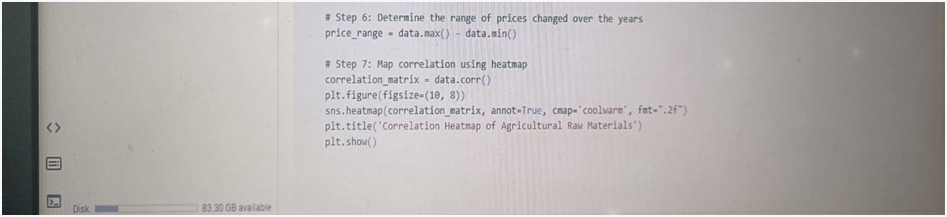 # Step 6: Determine the range of prices changed over the years
price_range = data.max() - data.min()
# Step 7: Map correlation using heatmap
correlation_matrix = data.corr()
plt.figure(figsize=(10, 8))
sns.heatmap(correlation_matrix, annot=True, cmap='coolwarm', fmt=".2f")
plt.title('Correlation Heatmap of Agricultural Raw Materials')
plt.show()
Disk 83.30 GB available